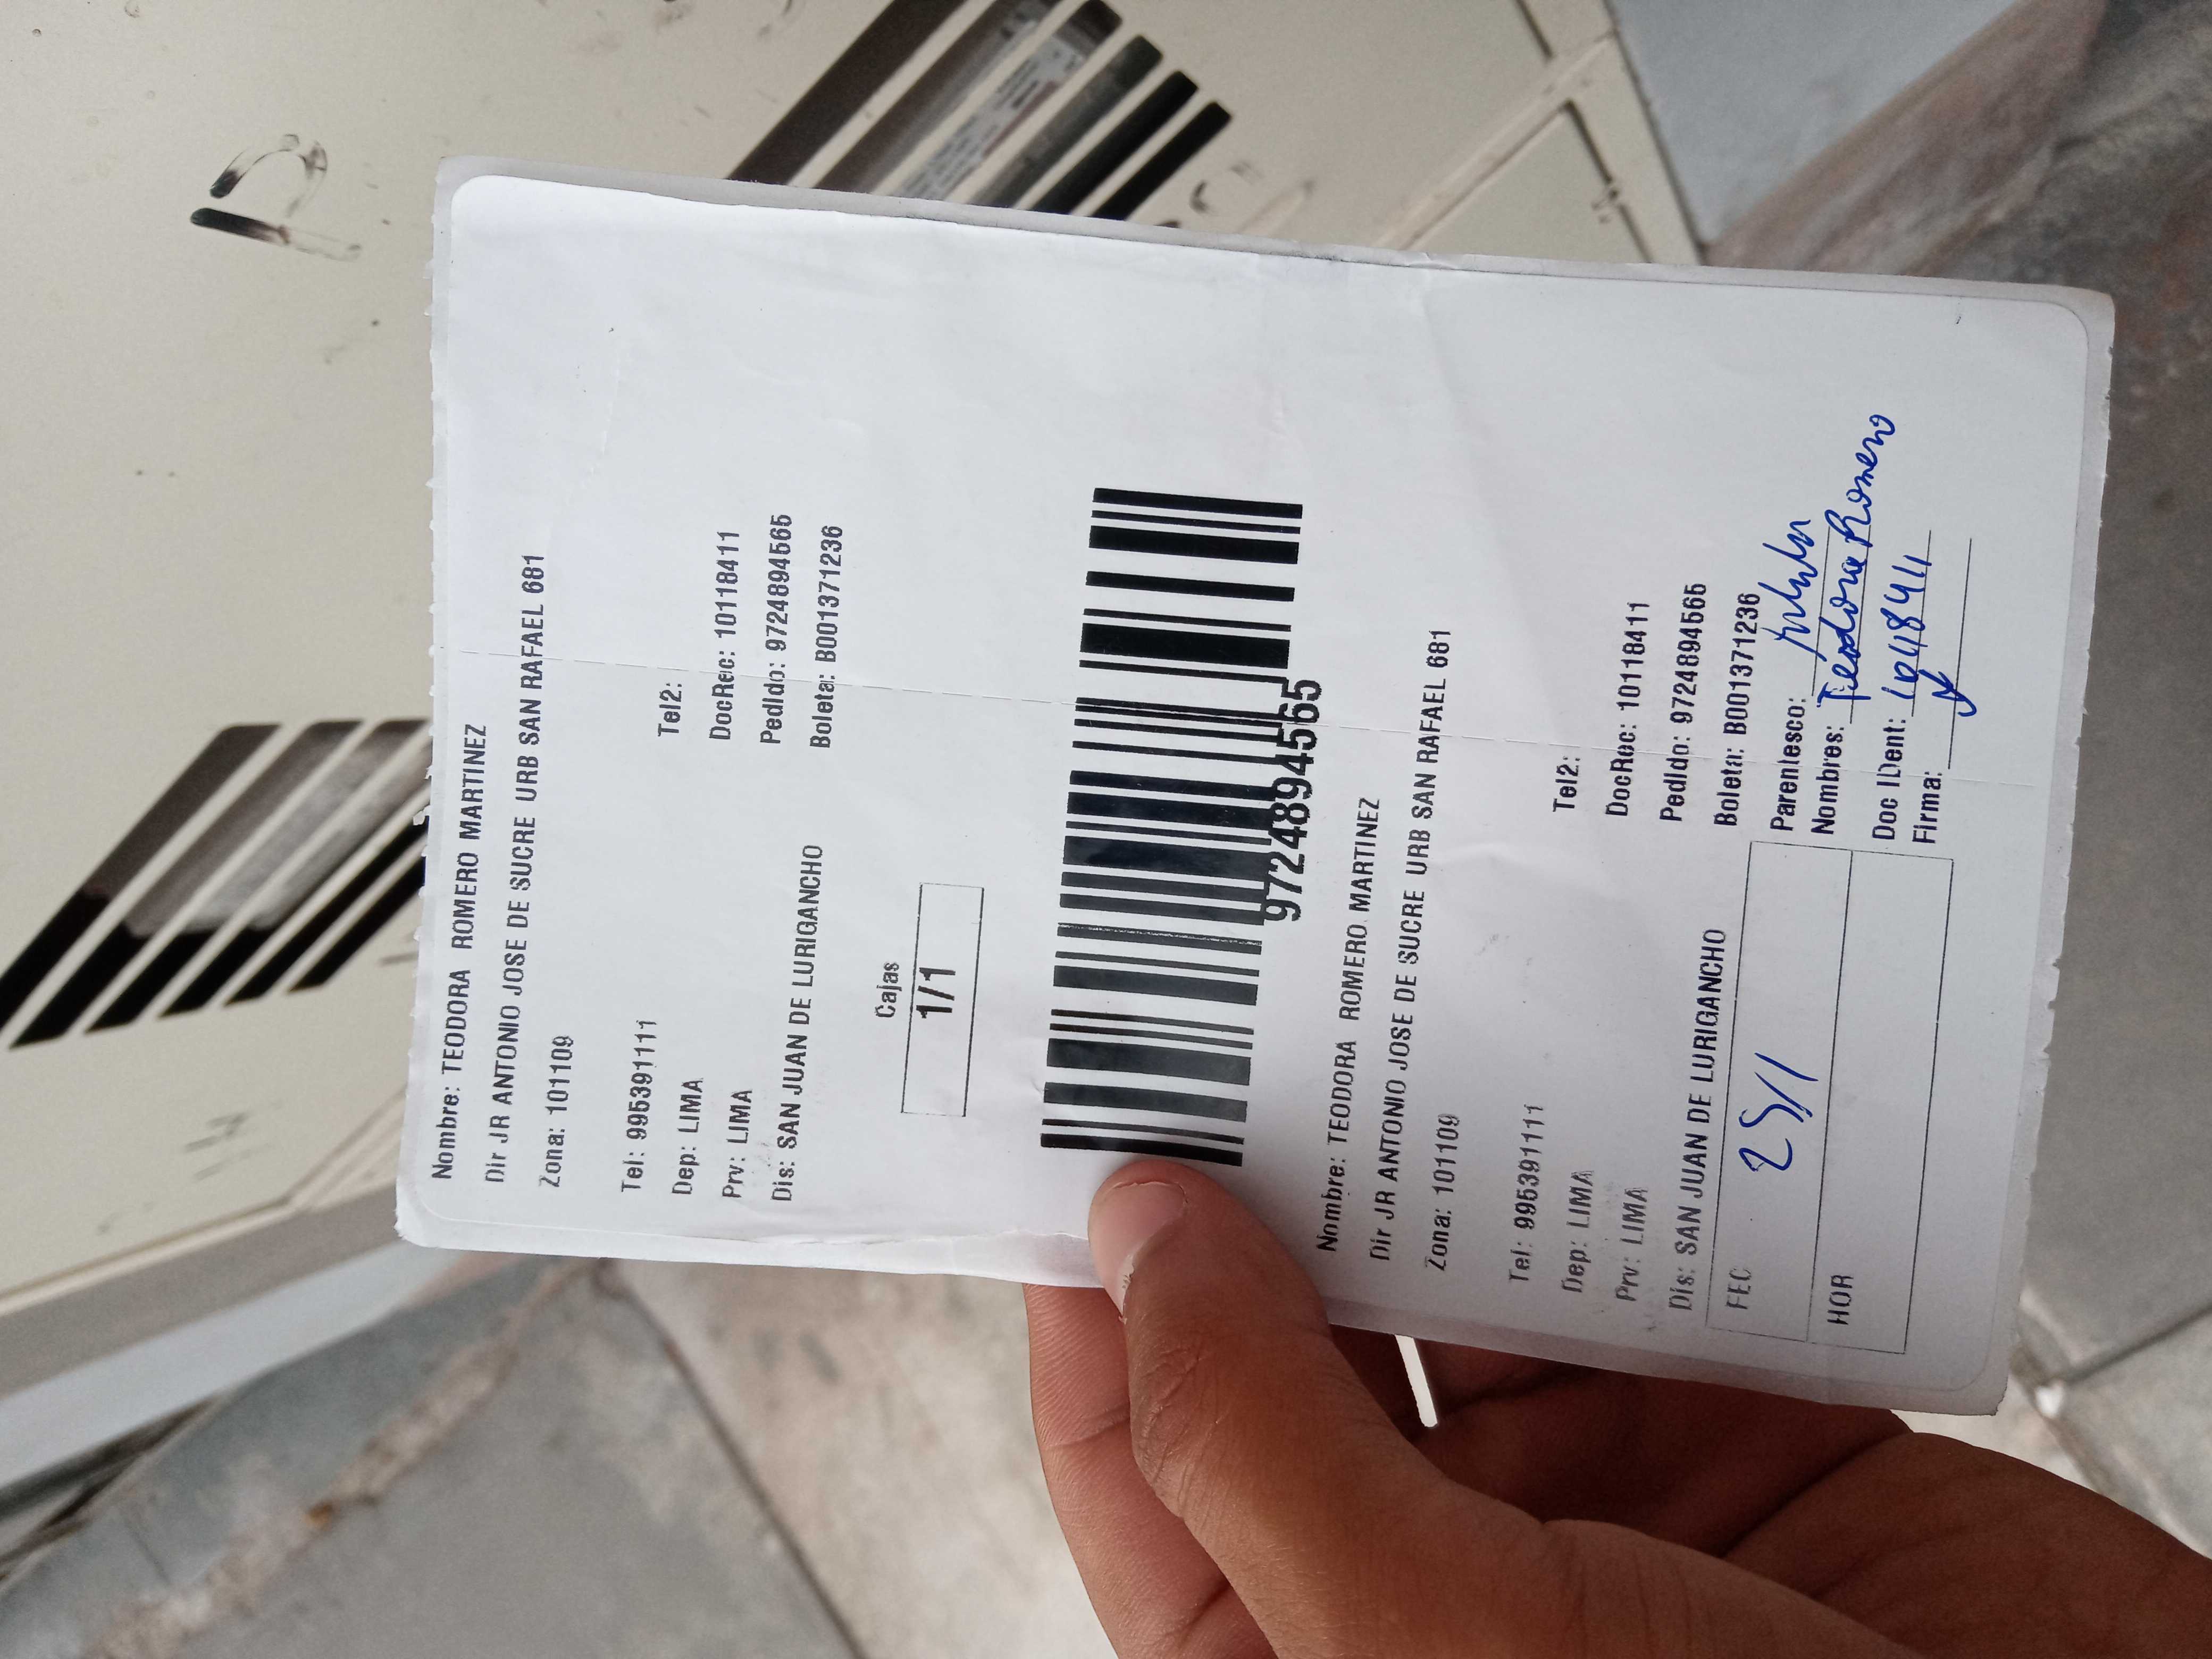 Nombre: TEODORA ROMERO MARTINEZ
Dir JR ANTONIO JOSE DE SUCRE URB SAN RAFAEL 681
Zona: 101109
Tel: 995391111 Tel2:
Dep: LIMA DocRec: 10118411
Prv: LIMA Pedido: 9724894565
Dis: SAN JUAN DE LURIGANCHO Boleta: B001371236
Cajas
1/1
9724894565
Nombre: TEODORA ROMERO MARTINEZ
Dir JR ANTONIO JOSE DE SUCRE URB SAN RAFAEL 681
Zona: 101109
Tel: 995391111 Tel2:
Dep: LIMA DocRec: 10118411
Prv: LIMA Pedido: 9724894565
Dis: SAN JUAN DE LURIGANCHO Boleta: B001371236
FEC Parentesco:
Nombres: Teodora Romero
HOR Doc IDent: 10118411
Firma: